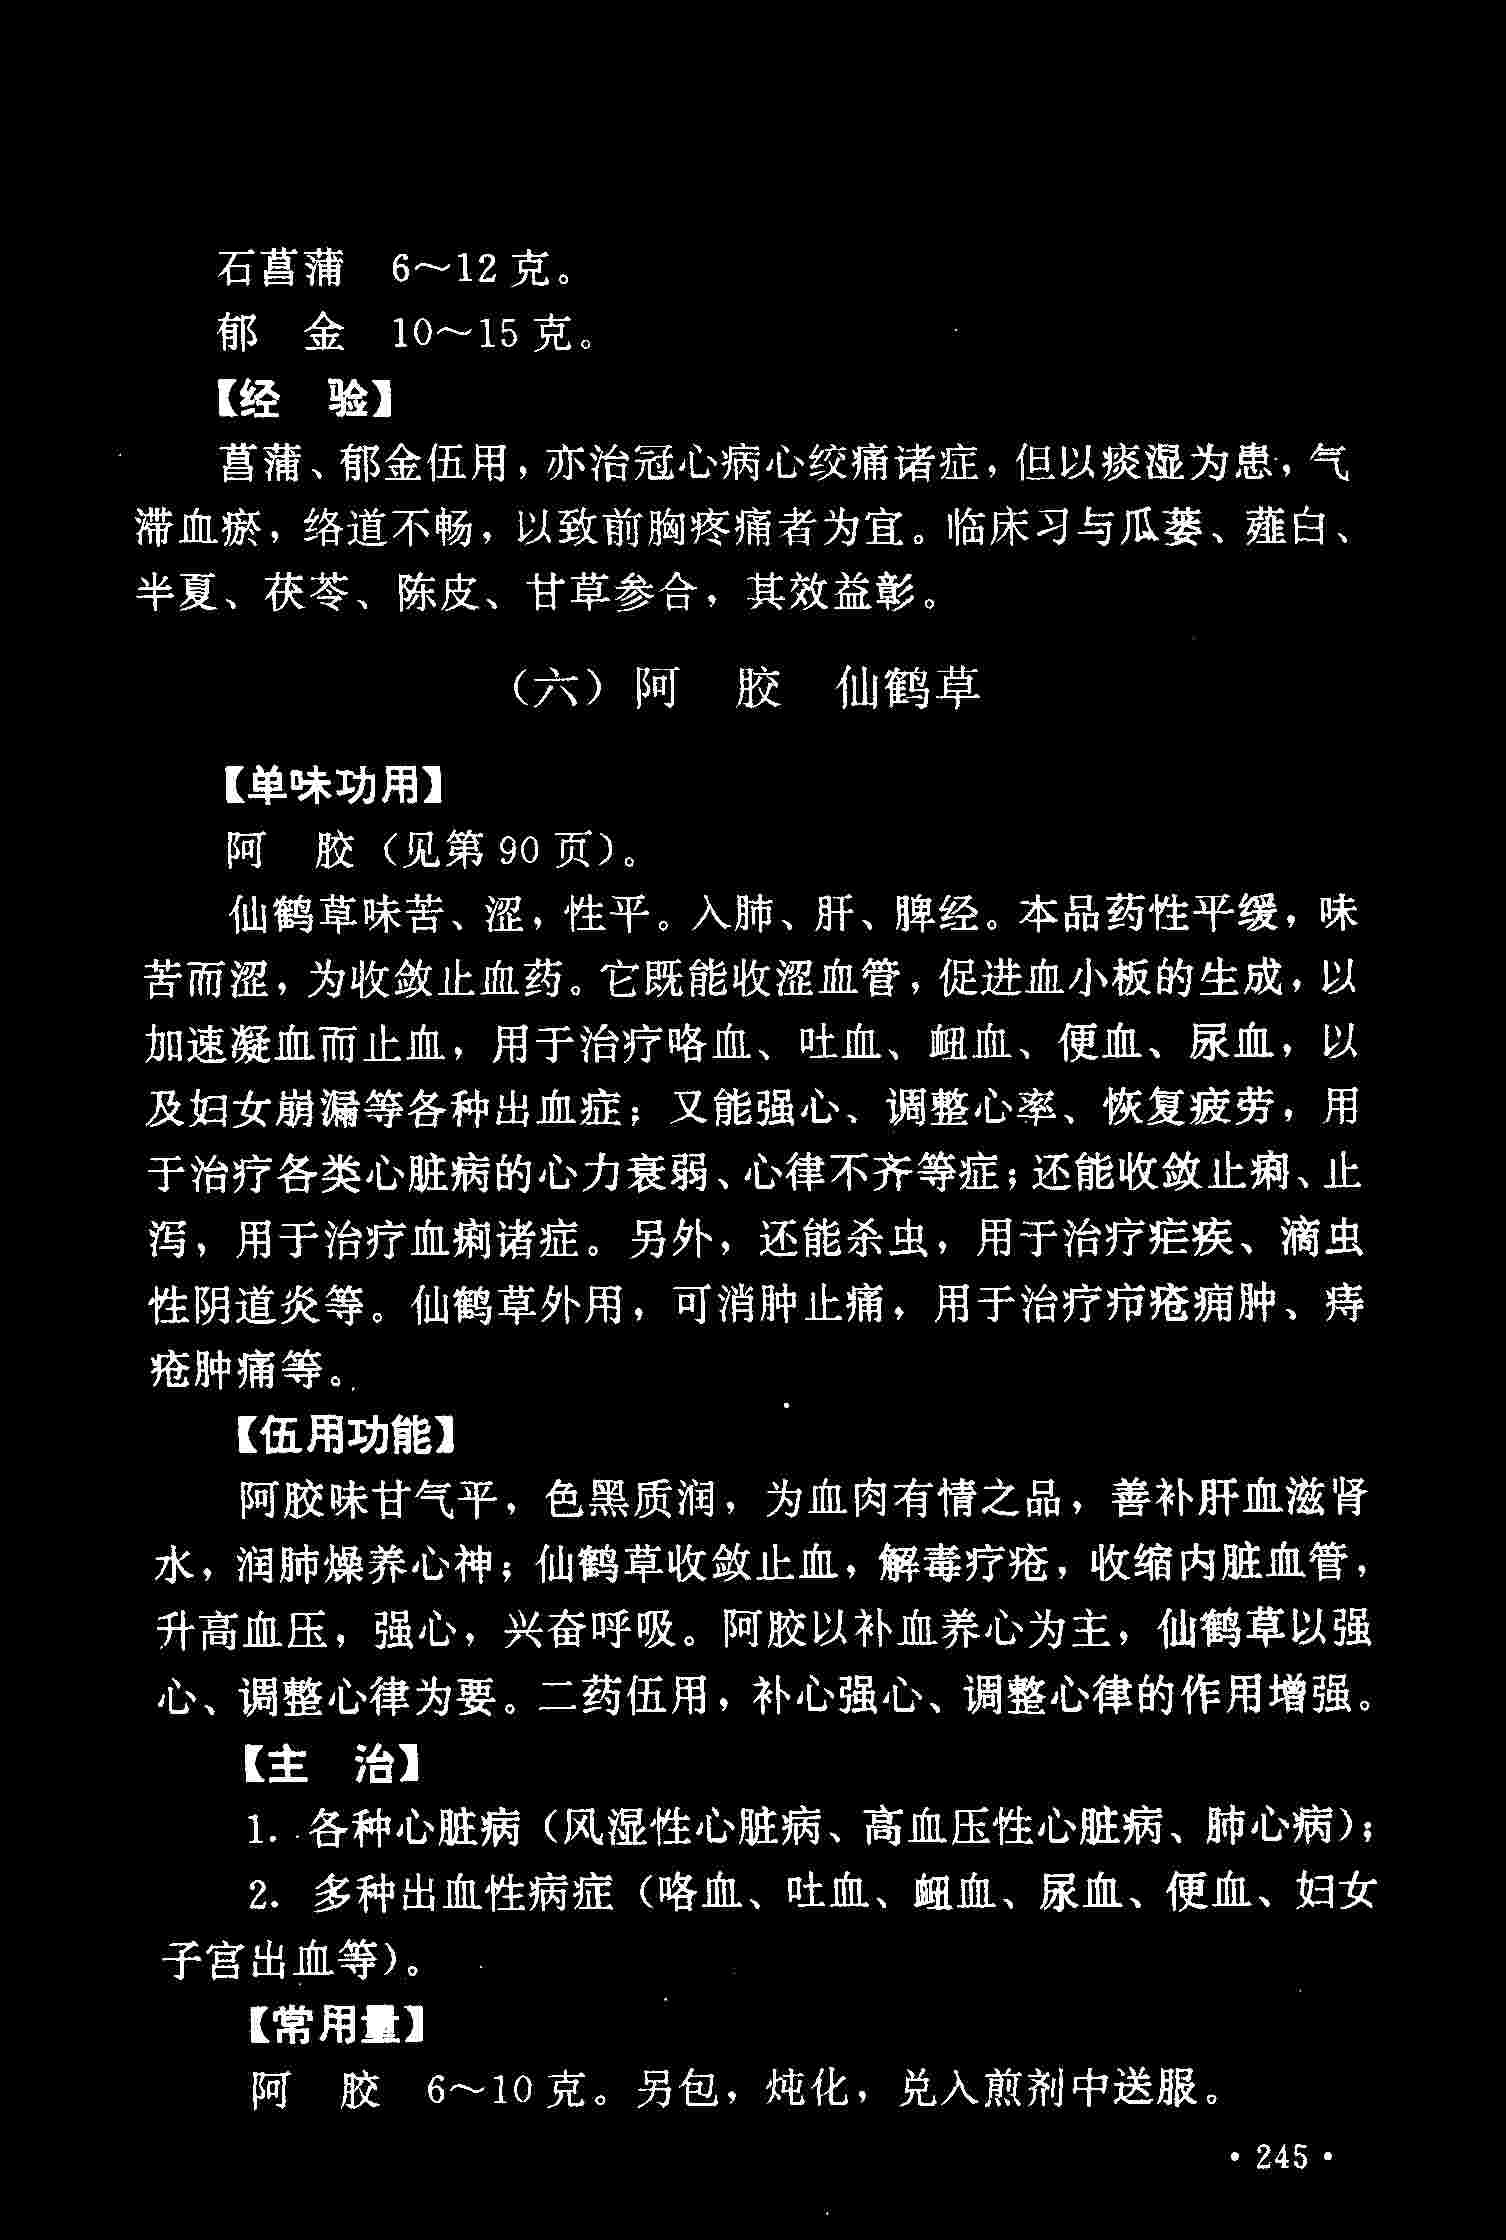 石菖蒲　6～12 克。
郁　金　10～15 克。
【经　验】
菖蒲、郁金伍用，亦治冠心病心绞痛诸症，但以痰湿为患，气
滞血瘀，络道不畅，以致前胸疼痛者为宜。临床习与瓜蒌、薤白、
半夏、茯苓、陈皮、甘草参合，其效益彰。
（六）阿　胶　仙鹤草
【单味功用】
阿　胶（见第 90 页）。
仙鹤草味苦、涩，性平。入肺、肝、脾经。本品药性平缓，味
苦而涩，为收敛止血药。它既能收涩血管，促进血小板的生成，以
加速凝血而止血，用于治疗咯血、吐血、衄血、便血、尿血，以
及妇女崩漏等各种出血症；又能强心、调整心率、恢复疲劳，用
于治疗各类心脏病的心力衰弱、心律不齐等症；还能收敛止痢、止
泻，用于治疗血痢诸症。另外，还能杀虫，用于治疗疟疾、滴虫
性阴道炎等。仙鹤草外用，可消肿止痛，用于治疗疖疮痈肿、痔
疮肿痛等。
【伍用功能】
阿胶味甘气平，色黑质润，为血肉有情之品，善补肝血滋肾
水，润肺燥养心神；仙鹤草收敛止血，解毒疗疮，收缩内脏血管，
升高血压，强心，兴奋呼吸。阿胶以补血养心为主，仙鹤草以强
心、调整心律为要。二药伍用，补心强心、调整心律的作用增强。
【主　治】
1. 各种心脏病（风湿性心脏病、高血压性心脏病、肺心病）；
2. 多种出血性病症（咯血、吐血、衄血、尿血、便血、妇女
子宫出血等）。
【常用量】
阿　胶　6～10 克。另包，炖化，兑入煎剂中送服。
· 245 ·